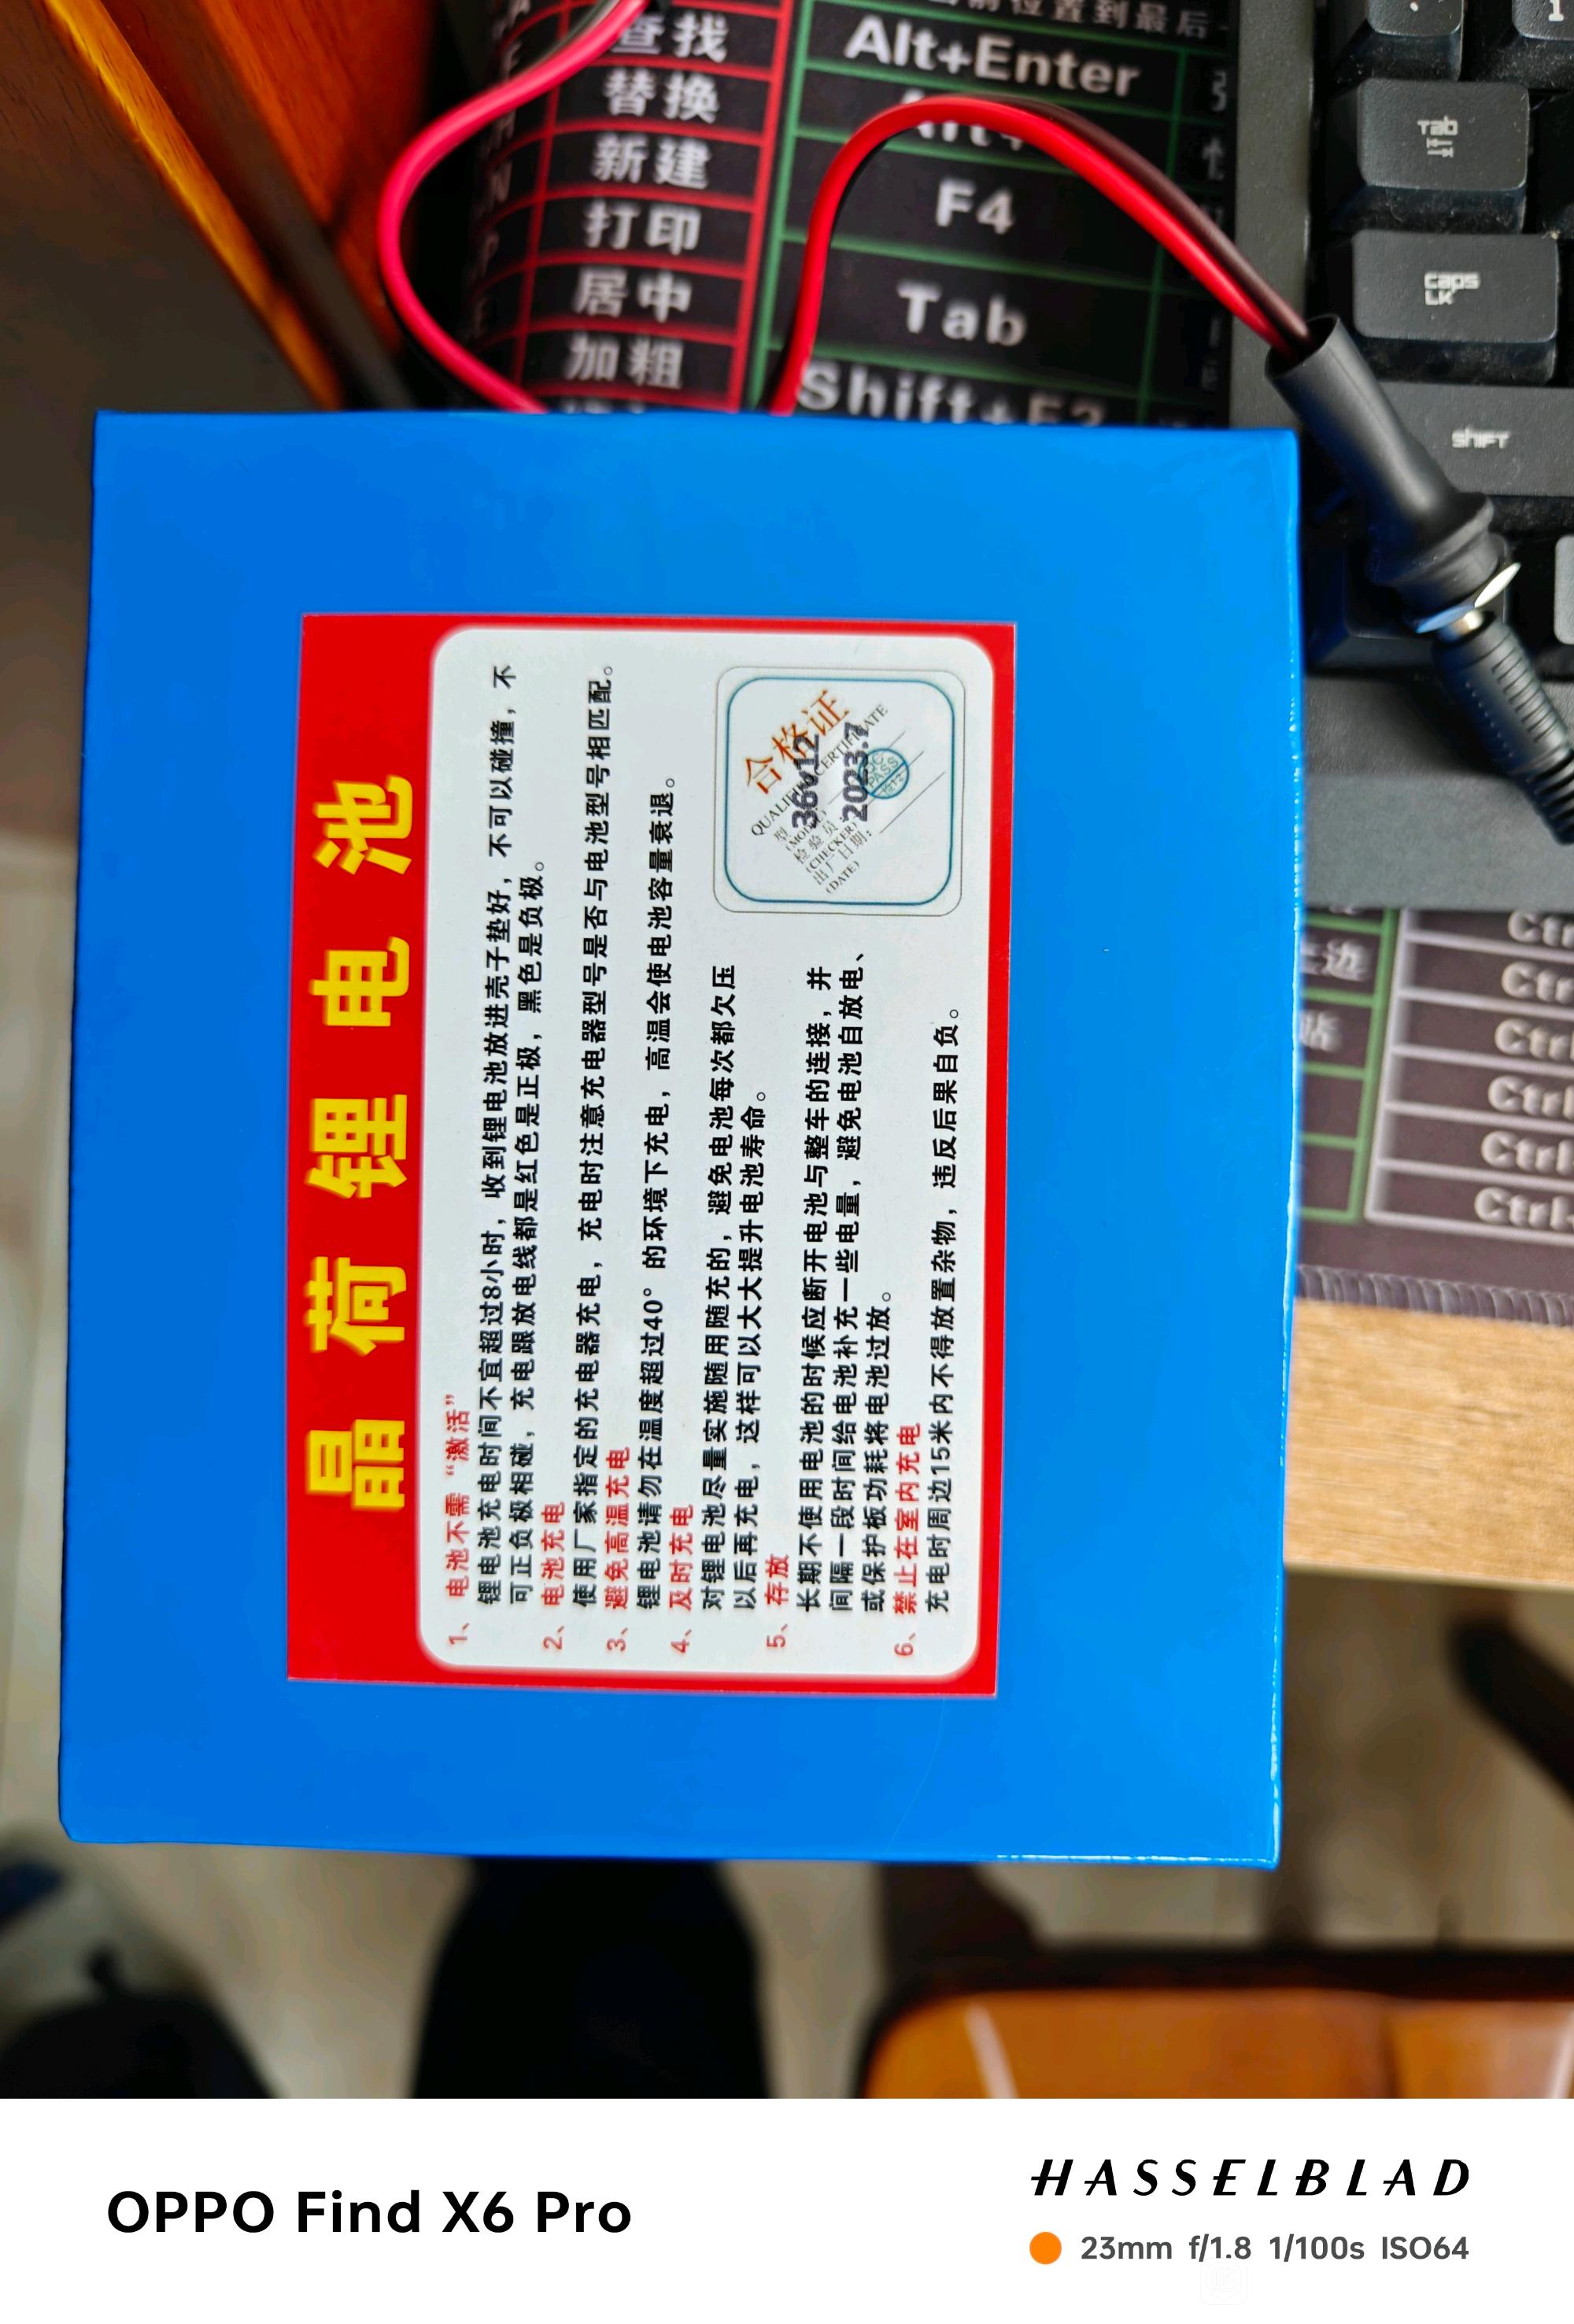 查找
替换
新建
打印
居中
加粗
Alt+Enter
F4
Tab
Shift+F3
Tab
caps LK
SHIFT
晶荷锂电池
1、电池不需“激活”
锂电池充电时间不宜超过8小时，收到锂电池放进壳子垫好，不可以碰撞，不
可正负极相碰，充电跟放电线都是红色是正极，黑色是负极。
2、电池充电
使用厂家指定的充电器充电，充电时注意充电器型号是否与电池型号相匹配。
3、避免高温充电
锂电池请勿在温度超过40°的环境下充电，高温会使电池容量衰退。
4、及时充电
对锂电池尽量实施随用随充的，避免电池每次都欠压
以后再充电，这样可以大大提升电池寿命。
5、存放
长期不使用电池的时候应断开电池与整车的连接，并
间隔一段时间给电池补充一些电量，避免电池自放电、
或保护板功耗将电池过放。
6、禁止在室内充电
充电时周边15米内不得放置杂物，违反后果自负。
合格证
QUALIFIED CERTIFICATE
36v12
2023.7
(MODEL)
检验员
(CHECKER)
出厂日期:
(DATE)
PASS
Ctrl
Ctrl
Ctrl
Ctrl
Ctrl
OPPO Find X6 Pro
HASSELBLAD
23mm f/1.8 1/100s ISO64